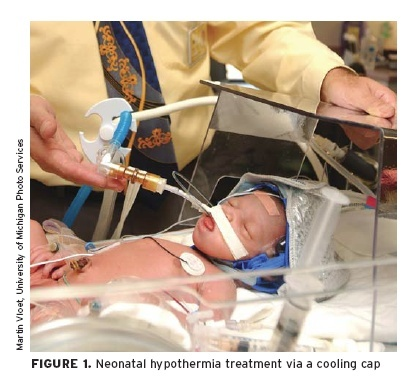 Martin Vloet, University of Michigan Photo Services
FIGURE 1. Neonatal hypothermia treatment via a cooling cap